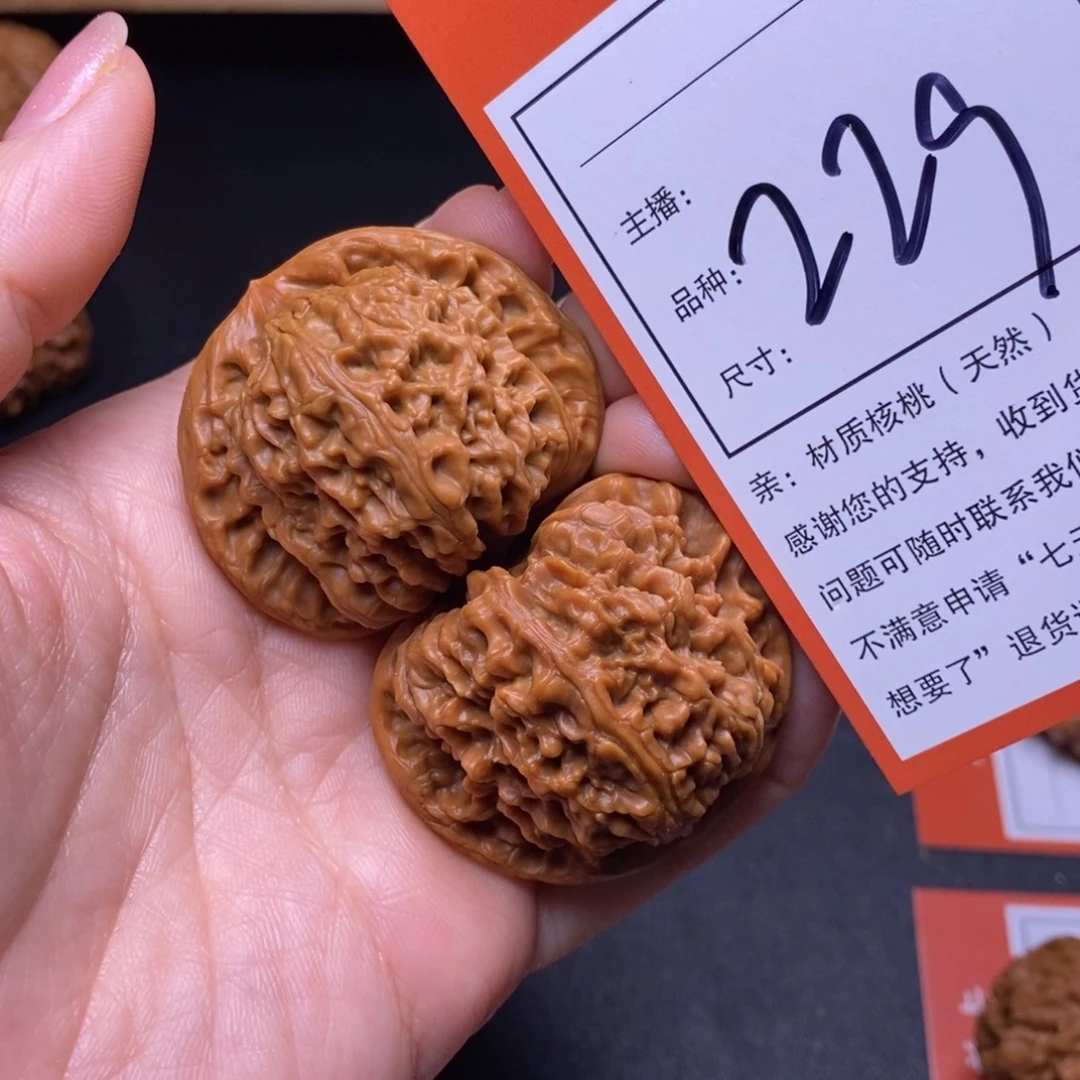 229
主播：
品种：
尺寸：
亲：材质核桃（天然）
感谢您的支持，收到货
问题可随时联系我们
不满意申请“七天
想要了”退货